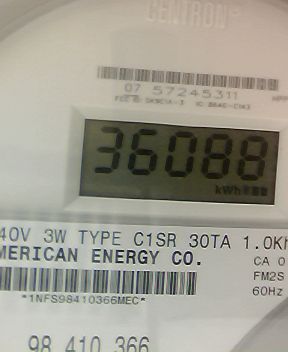 CENTRON®
07 57245311
36088
kWh
40V 3W TYPE C1SR 30TA 1.0Kh
MERICAN ENERGY CO.
CA 0
FM2S
60Hz
*1NFS98410366MEC*
98 410 366